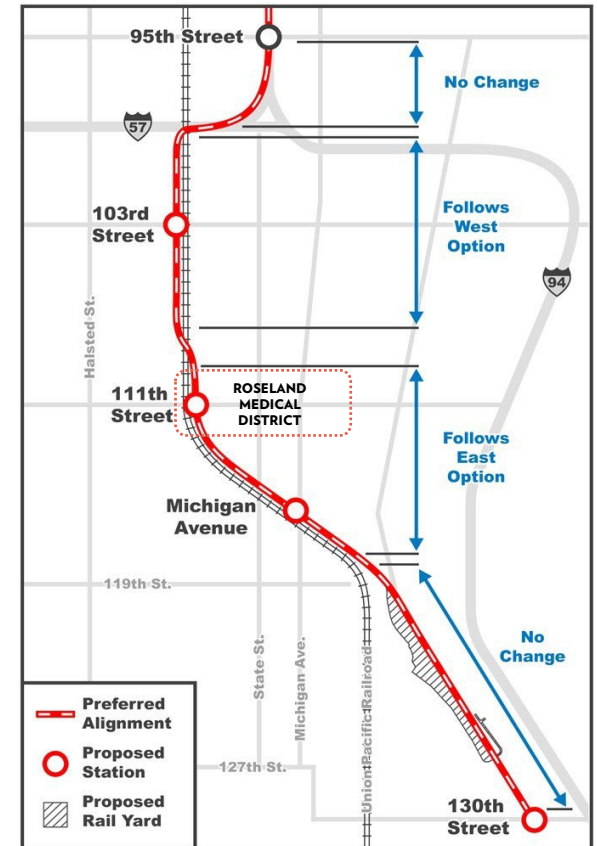 95th Street
No Change
57
103rd
Street
Follows
West
Option
94
Halsted St.
111th
Street
ROSELAND
MEDICAL
DISTRICT
Follows
East
Option
Michigan
Avenue
119th St.
State St.
Michigan Ave.
Union Pacific Railroad
No
Change
127th St.
130th
Street
Preferred
Alignment
Proposed
Station
Proposed
Rail Yard